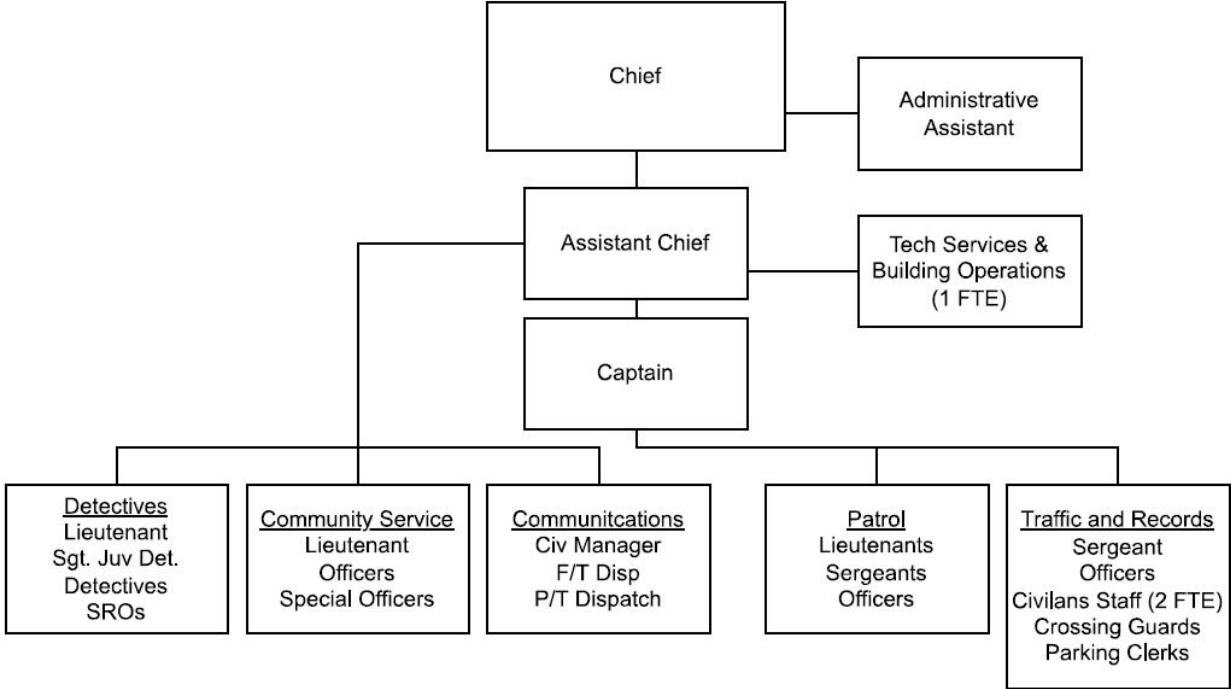 Chief
Administrative
Assistant
Assistant Chief
Tech Services &
Building Operations
(1 FTE)
Captain
Detectives
Lieutenant
Sgt. Juv Det.
Detectives
SROs
Community Service
Lieutenant
Officers
Special Officers
Communitcations
Civ Manager
F/T Disp
P/T Dispatch
Patrol
Lieutenants
Sergeants
Officers
Traffic and Records
Sergeant
Officers
Civilans Staff (2 FTE)
Crossing Guards
Parking Clerks